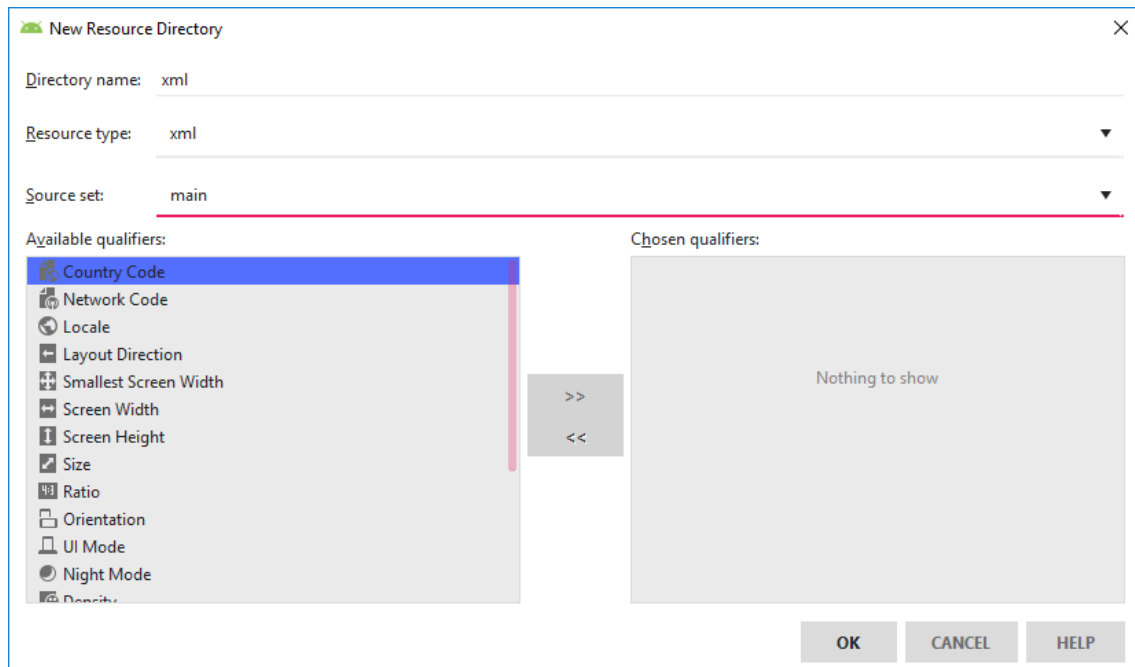 New Resource Directory
Directory name: xml
Resource type: xml
Source set: main
Available qualifiers:
Chosen qualifiers:
Country Code
Network Code
Locale
Layout Direction
Smallest Screen Width
Screen Width
Screen Height
Size
Ratio
Orientation
UI Mode
Night Mode
Density
>>
<<
Nothing to show
OK CANCEL HELP